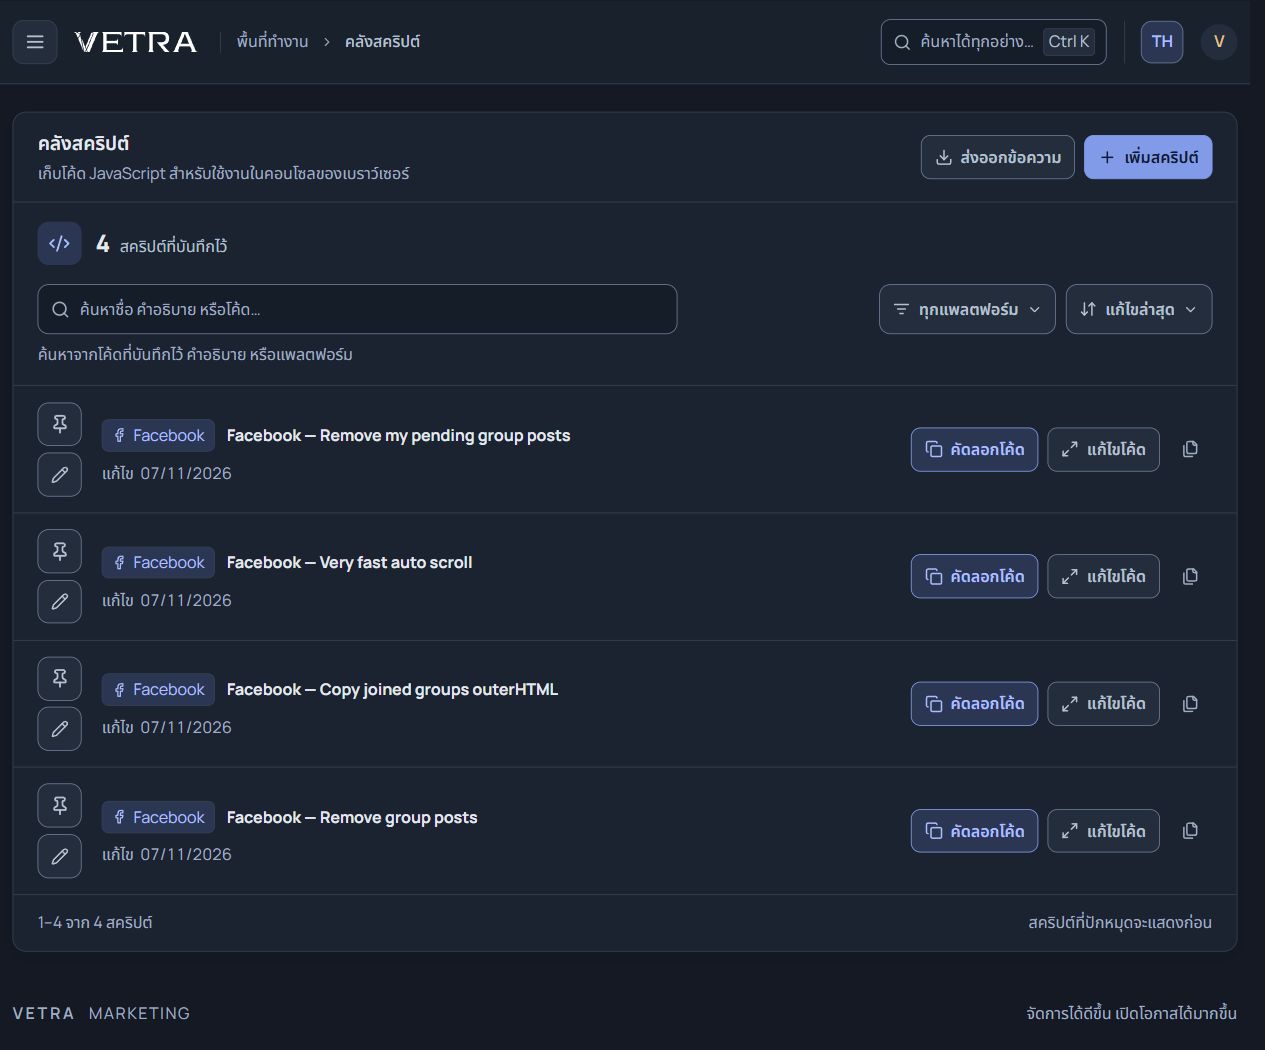 VETRA
พื้นที่ทำงาน > คลังสคริปต์
ค้นหาได้ทุกอย่าง... Ctrl K
TH
V
คลังสคริปต์
เก็บโค้ด JavaScript สำหรับใช้งานในคอนโซลของเบราว์เซอร์
ส่งออกข้อความ
+ เพิ่มสคริปต์
4 สคริปต์ที่บันทึกไว้
ค้นหาชื่อ คำอธิบาย หรือโค้ด...
ทุกแพลตฟอร์ม
แก้ไขล่าสุด
ค้นหาจากโค้ดที่บันทึกไว้ คำอธิบาย หรือแพลตฟอร์ม
Facebook Facebook — Remove my pending group posts
แก้ไข 07/11/2026
คัดลอกโค้ด
แก้ไขโค้ด
Facebook Facebook — Very fast auto scroll
แก้ไข 07/11/2026
คัดลอกโค้ด
แก้ไขโค้ด
Facebook Facebook — Copy joined groups outerHTML
แก้ไข 07/11/2026
คัดลอกโค้ด
แก้ไขโค้ด
Facebook Facebook — Remove group posts
แก้ไข 07/11/2026
คัดลอกโค้ด
แก้ไขโค้ด
1–4 จาก 4 สคริปต์
สคริปต์ที่ปักหมุดจะแสดงก่อน
VETRA MARKETING
จัดการได้ดีขึ้น เปิดโอกาสได้มากขึ้น